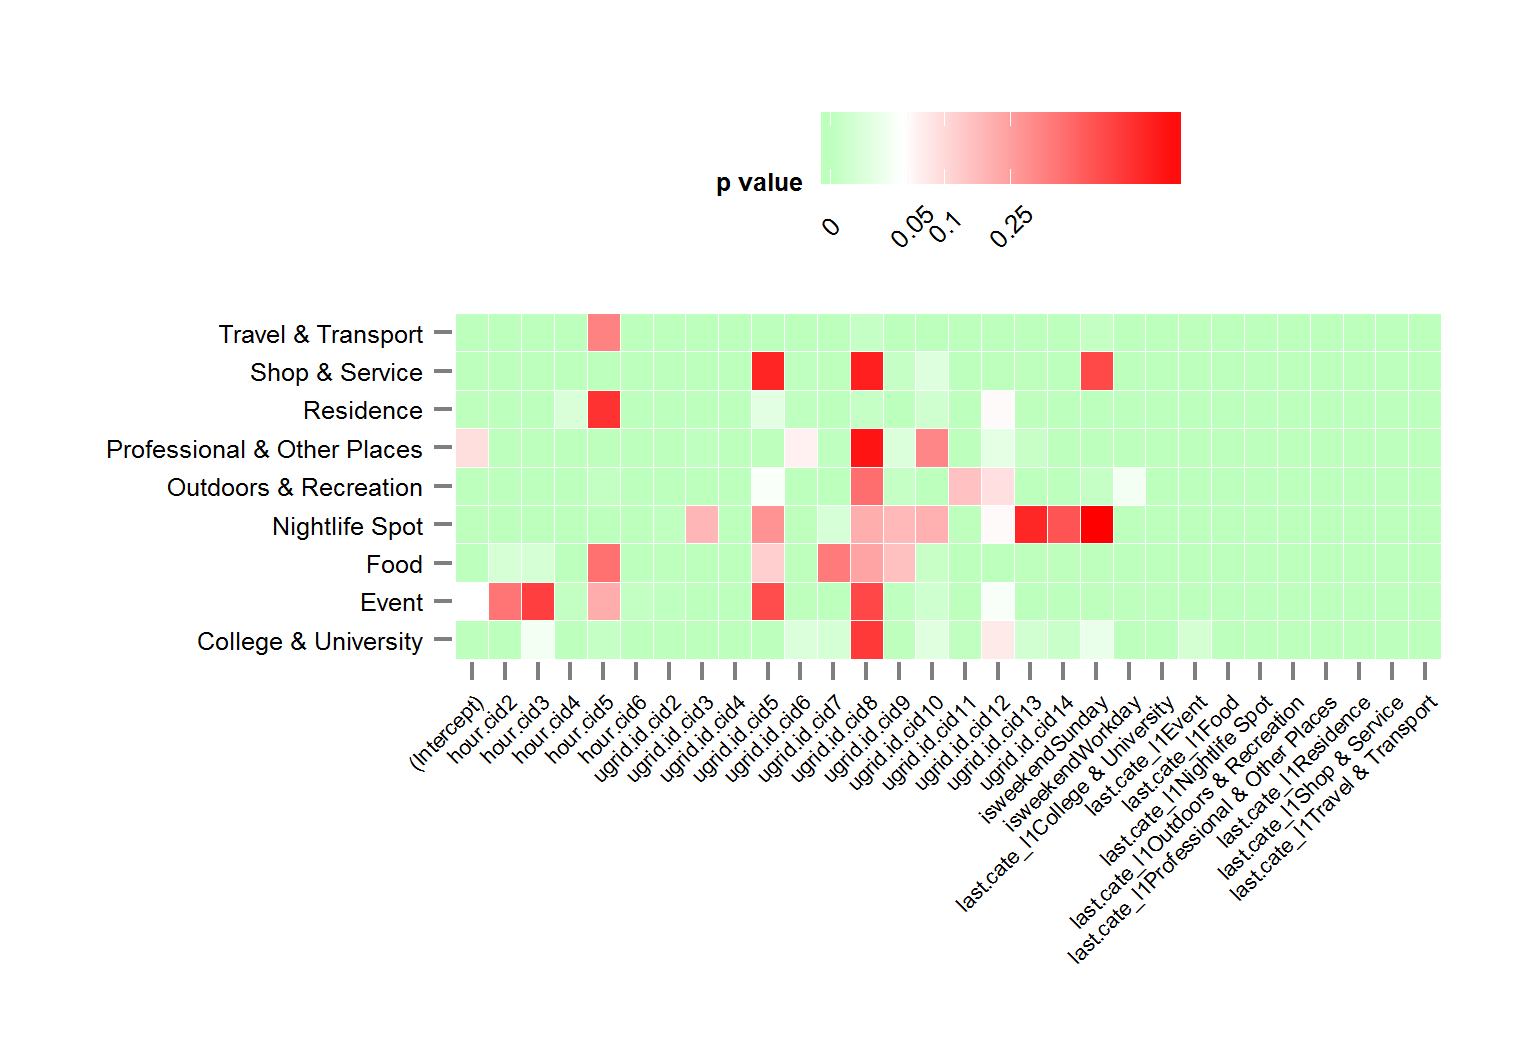 p value
0
0.05
0.1
0.25
Travel & Transport
Shop & Service
Residence
Professional & Other Places
Outdoors & Recreation
Nightlife Spot
Food
Event
College & University
(Intercept)
hour.cid2
hour.cid3
hour.cid4
hour.cid5
hour.cid6
ugrid.id.cid2
ugrid.id.cid3
ugrid.id.cid4
ugrid.id.cid5
ugrid.id.cid6
ugrid.id.cid7
ugrid.id.cid8
ugrid.id.cid9
ugrid.id.cid10
ugrid.id.cid11
ugrid.id.cid12
ugrid.id.cid13
ugrid.id.cid14
isweekendSunday
isweekendWorkday
last.cate_l1College & University
last.cate_l1Event
last.cate_l1Food
last.cate_l1Nightlife Spot
last.cate_l1Outdoors & Recreation
last.cate_l1Professional & Other Places
last.cate_l1Residence
last.cate_l1Shop & Service
last.cate_l1Travel & Transport